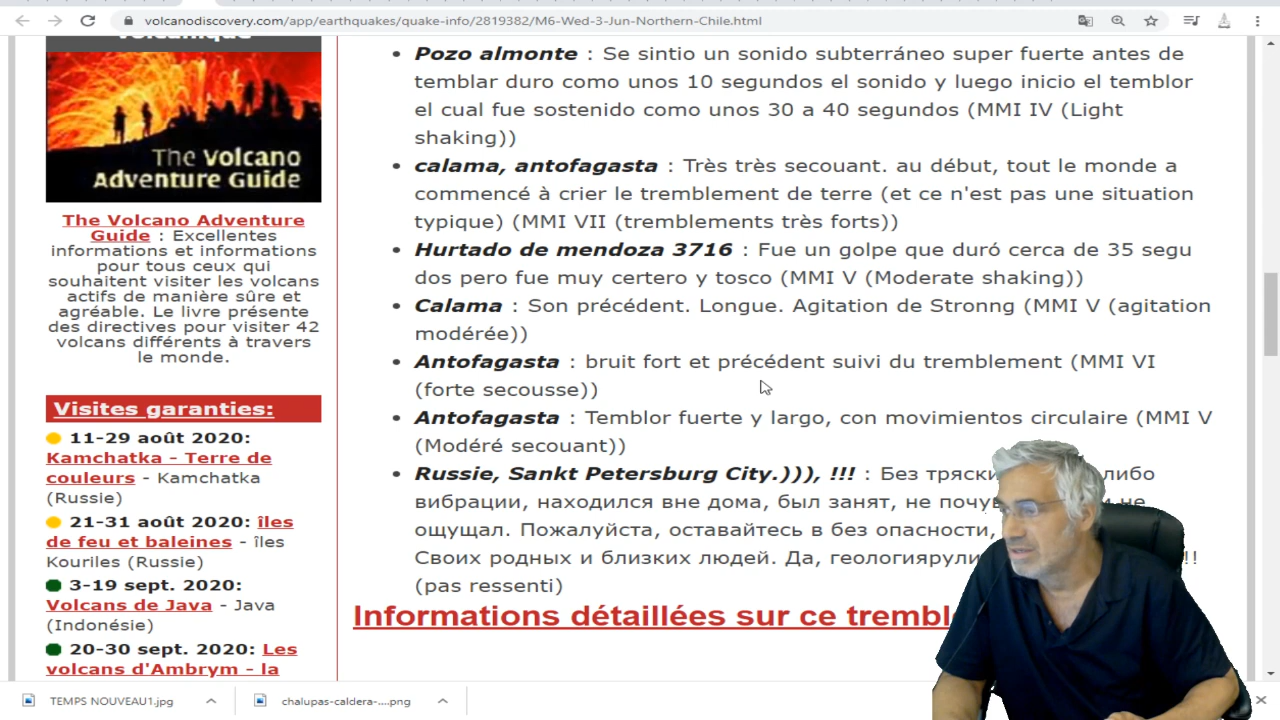 volcanodiscovery.com/app/earthquakes/quake-info/2819382/M6-Wed-3-Jun-Northern-Chile.html
The Volcano
Adventure Guide
The Volcano Adventure
Guide : Excellentes
informations et informations
pour tous ceux qui
souhaitent visiter les volcans
actifs de manière sûre et
agréable. Le livre présente
des directives pour visiter 42
volcans différents à travers
le monde.
Visites garanties:
11-29 août 2020:
Kamchatka - Terre de
couleurs - Kamchatka
(Russie)
21-31 août 2020: îles
de feu et baleines - îles
Kouriles (Russie)
3-19 sept. 2020:
Volcans de Java - Java
(Indonésie)
20-30 sept. 2020: Les
volcans d'Ambrym - la
Pozo almonte : Se sintio un sonido subterráneo super fuerte antes de
temblar duro como unos 10 segundos el sonido y luego inicio el temblor
el cual fue sostenido como unos 30 a 40 segundos (MMI IV (Light
shaking))
calama, antofagasta : Très très secouant. au début, tout le monde a
commencé à crier le tremblement de terre (et ce n'est pas une situation
typique) (MMI VII (tremblements très forts))
Hurtado de mendoza 3716 : Fue un golpe que duró cerca de 35 segu
dos pero fue muy certero y tosco (MMI V (Moderate shaking))
Calama : Son précédent. Longue. Agitation de Stronng (MMI V (agitation
modérée))
Antofagasta : bruit fort et précédent suivi du tremblement (MMI VI
(forte secousse))
Antofagasta : Temblor fuerte y largo, con movimientos circulaire (MMI V
(Modéré secouant))
Russie, Sankt Petersburg City.))), !!! : Без тряски либо
вибрации, находился вне дома, был занят, не не
ощущал. Пожалуйста, оставайтесь в без опасности,
Своих родных и близких людей. Да, !!
(pas ressenti)
Informations détaillées sur ce
TEMPS NOUVEAU1.jpg
chalupas-caldera-....png